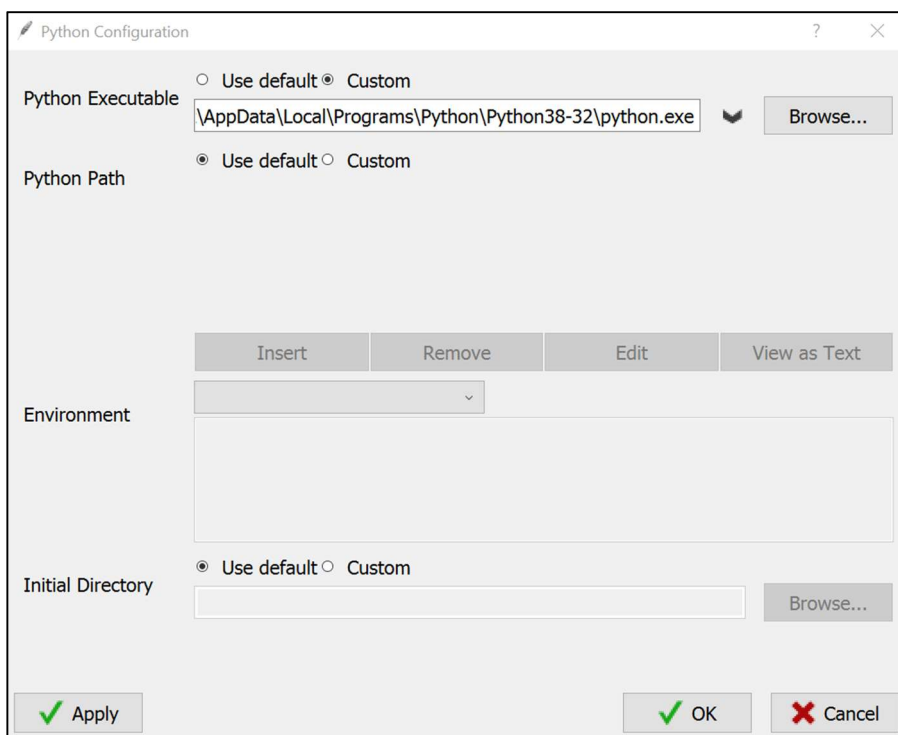 Python Configuration ?
Use default Custom
Python Executable
\AppData\Local\Programs\Python\Python38-32\python.exe Browse...
Use default Custom
Python Path
Insert Remove Edit View as Text
Environment
Use default Custom
Initial Directory
Browse...
Apply OK Cancel